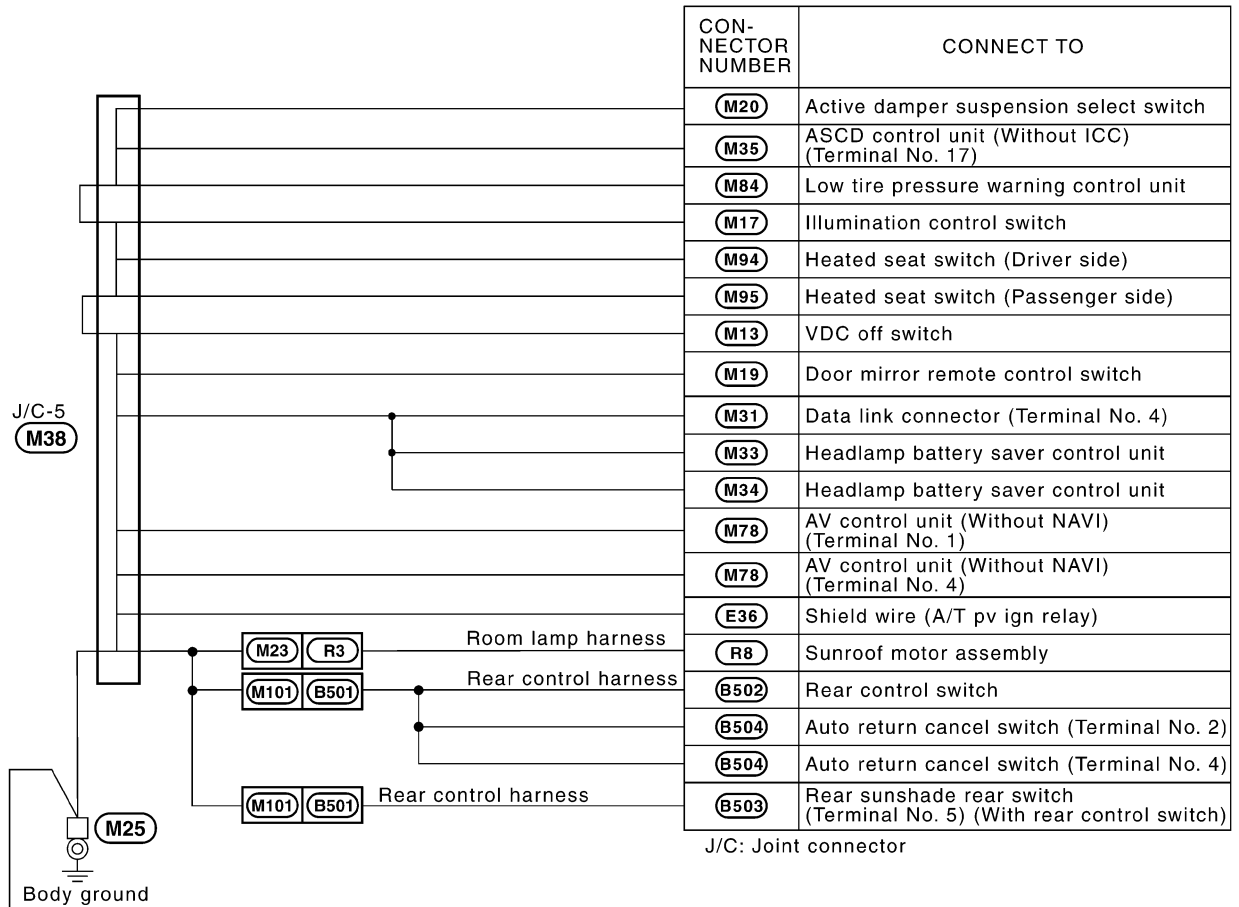 CON-
NECTOR
NUMBER
CONNECT TO
M20 Active damper suspension select switch
M35 ASCD control unit (Without ICC)
(Terminal No. 17)
M84 Low tire pressure warning control unit
M17 Illumination control switch
M94 Heated seat switch (Driver side)
M95 Heated seat switch (Passenger side)
M13 VDC off switch
M19 Door mirror remote control switch
J/C-5
M38
M31 Data link connector (Terminal No. 4)
M33 Headlamp battery saver control unit
M34 Headlamp battery saver control unit
M78 AV control unit (Without NAVI)
(Terminal No. 1)
M78 AV control unit (Without NAVI)
(Terminal No. 4)
E36 Shield wire (A/T pv ign relay)
M23 R3 Room lamp harness R8 Sunroof motor assembly
M101 B501 Rear control harness B502 Rear control switch
B504 Auto return cancel switch (Terminal No. 2)
B504 Auto return cancel switch (Terminal No. 4)
M101 B501 Rear control harness B503 Rear sunshade rear switch
(Terminal No. 5) (With rear control switch)
M25
Body ground
J/C: Joint connector